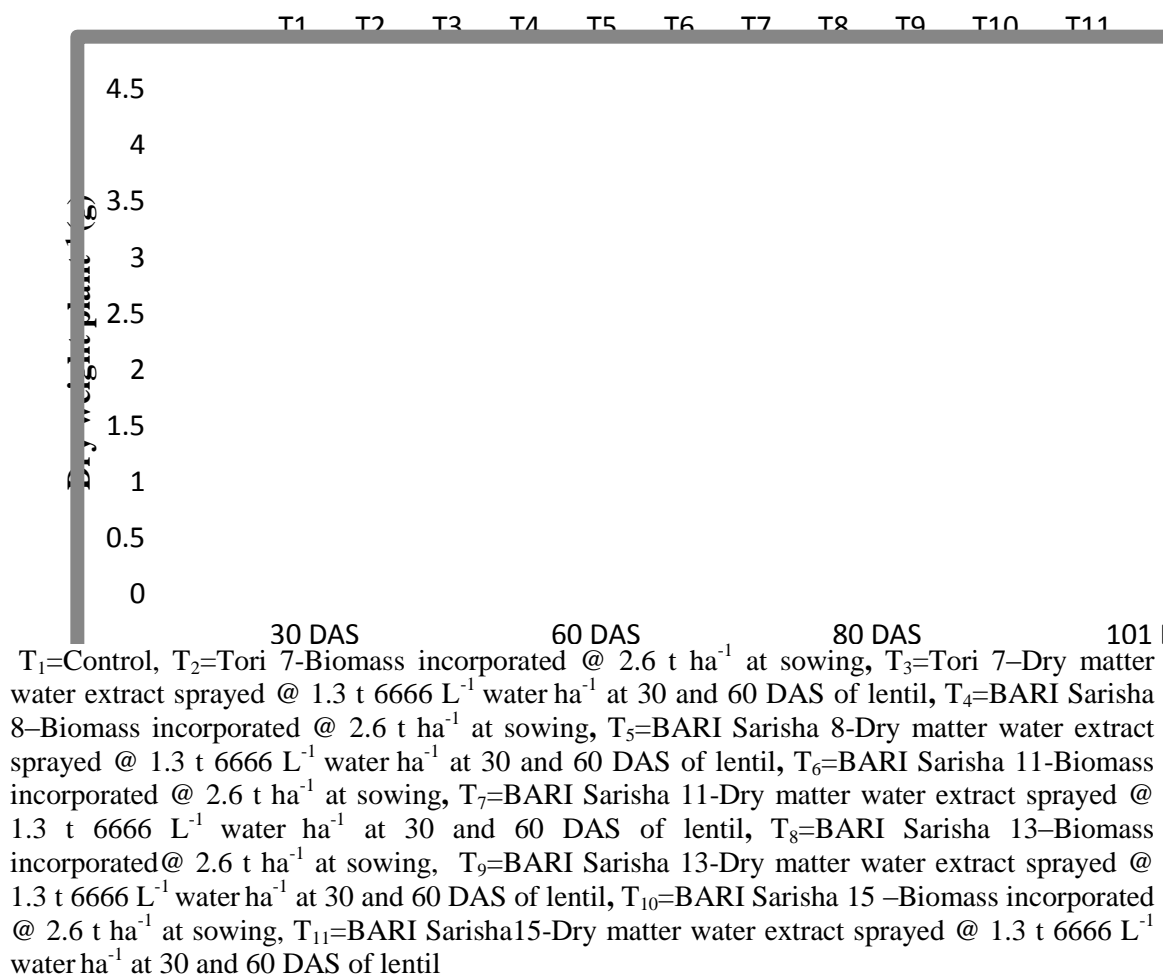 T1 T2 T3 T4 T5 T6 T7 T8 T9 T10 T11
4.5
4
3.5
3
2.5
2
1.5
1
0.5
0
Dry weight plant (g)
30 DAS 60 DAS 80 DAS 101
T₁=Control, T₂=Tori 7-Biomass incorporated @ 2.6 t ha⁻¹ at sowing, T₃=Tori 7–Dry matter
water extract sprayed @ 1.3 t 6666 L⁻¹ water ha⁻¹ at 30 and 60 DAS of lentil, T₄=BARI Sarisha
8–Biomass incorporated @ 2.6 t ha⁻¹ at sowing, T₅=BARI Sarisha 8-Dry matter water extract
sprayed @ 1.3 t 6666 L⁻¹ water ha⁻¹ at 30 and 60 DAS of lentil, T₆=BARI Sarisha 11-Biomass
incorporated @ 2.6 t ha⁻¹ at sowing, T₇=BARI Sarisha 11-Dry matter water extract sprayed @
1.3 t 6666 L⁻¹ water ha⁻¹ at 30 and 60 DAS of lentil, T₈=BARI Sarisha 13–Biomass
incorporated@ 2.6 t ha⁻¹ at sowing, T₉=BARI Sarisha 13-Dry matter water extract sprayed @
1.3 t 6666 L⁻¹ water ha⁻¹ at 30 and 60 DAS of lentil, T₁₀=BARI Sarisha 15 –Biomass incorporated
@ 2.6 t ha⁻¹ at sowing, T₁₁=BARI Sarisha15-Dry matter water extract sprayed @ 1.3 t 6666 L⁻¹
water ha⁻¹ at 30 and 60 DAS of lentil